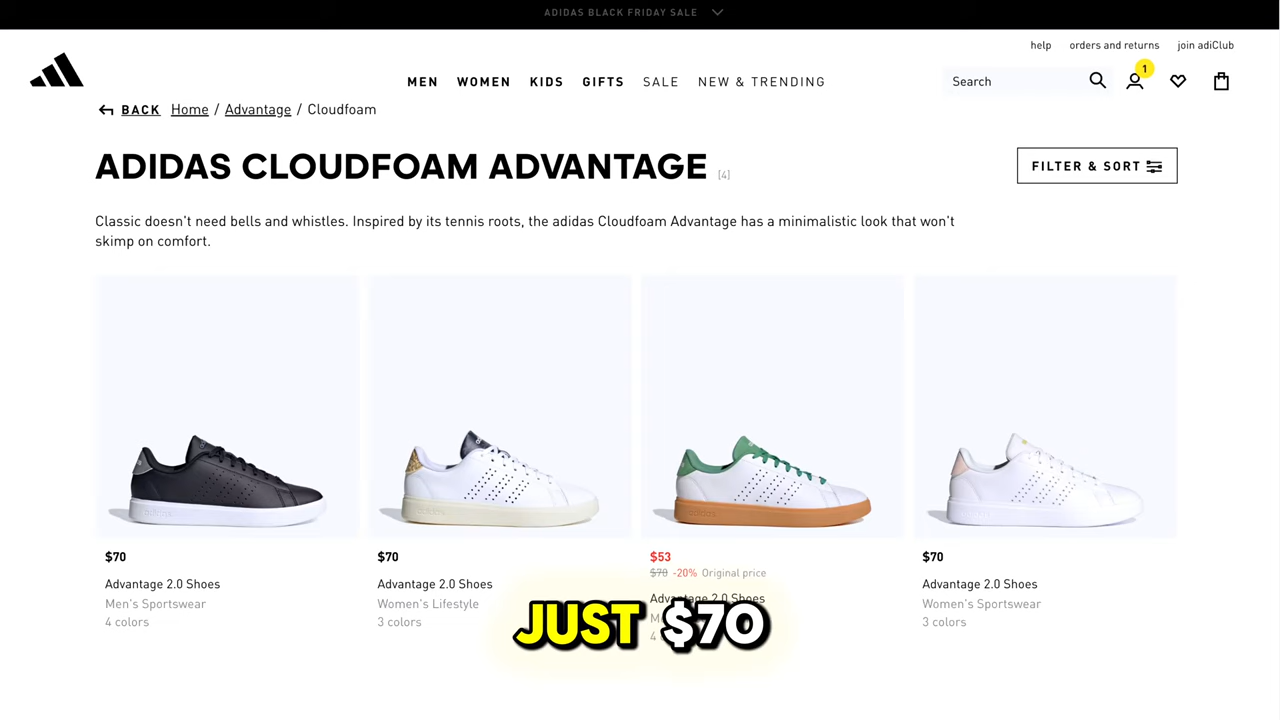 ADIDAS BLACK FRIDAY SALE
help orders and returns join adiClub
MEN WOMEN KIDS GIFTS SALE NEW & TRENDING
Search
1
BACK Home / Advantage / Cloudfoam
ADIDAS CLOUDFOAM ADVANTAGE [4]
FILTER & SORT
Classic doesn't need bells and whistles. Inspired by its tennis roots, the adidas Cloudfoam Advantage has a minimalistic look that won't
skimp on comfort.
$70
Advantage 2.0 Shoes
Men's Sportswear
4 colors
$70
Advantage 2.0 Shoes
Women's Lifestyle
3 colors
$53
$70 -20% Original price
Advantage 2.0 Shoes
$70
Advantage 2.0 Shoes
Women's Sportswear
3 colors
JUST $70